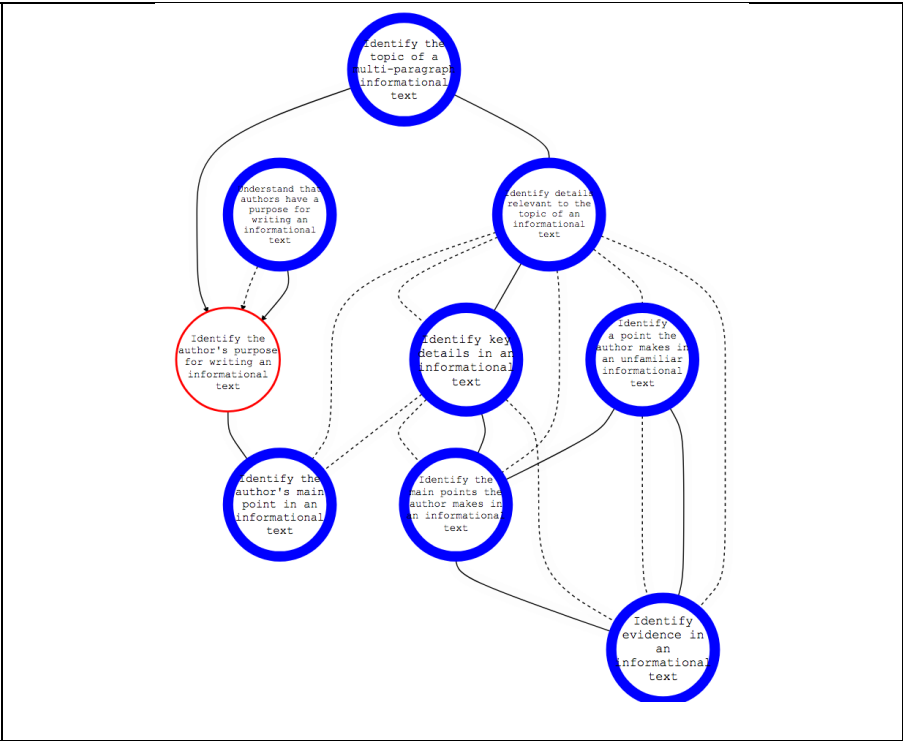 Identify the
topic of a
multi-paragraph
informational
text
Understand that
authors have a
purpose for
writing an
informational
text
Identify details
relevant to the
topic of an
informational
text
Identify the
author's purpose
for writing an
informational
text
Identify key
details in an
informational
text
Identify
a point the
author makes in
an unfamiliar
informational
text
Identify the
author's main
point in an
informational
text
Identify the
main points the
author makes in
an informational
text
Identify
evidence in
an
informational
text